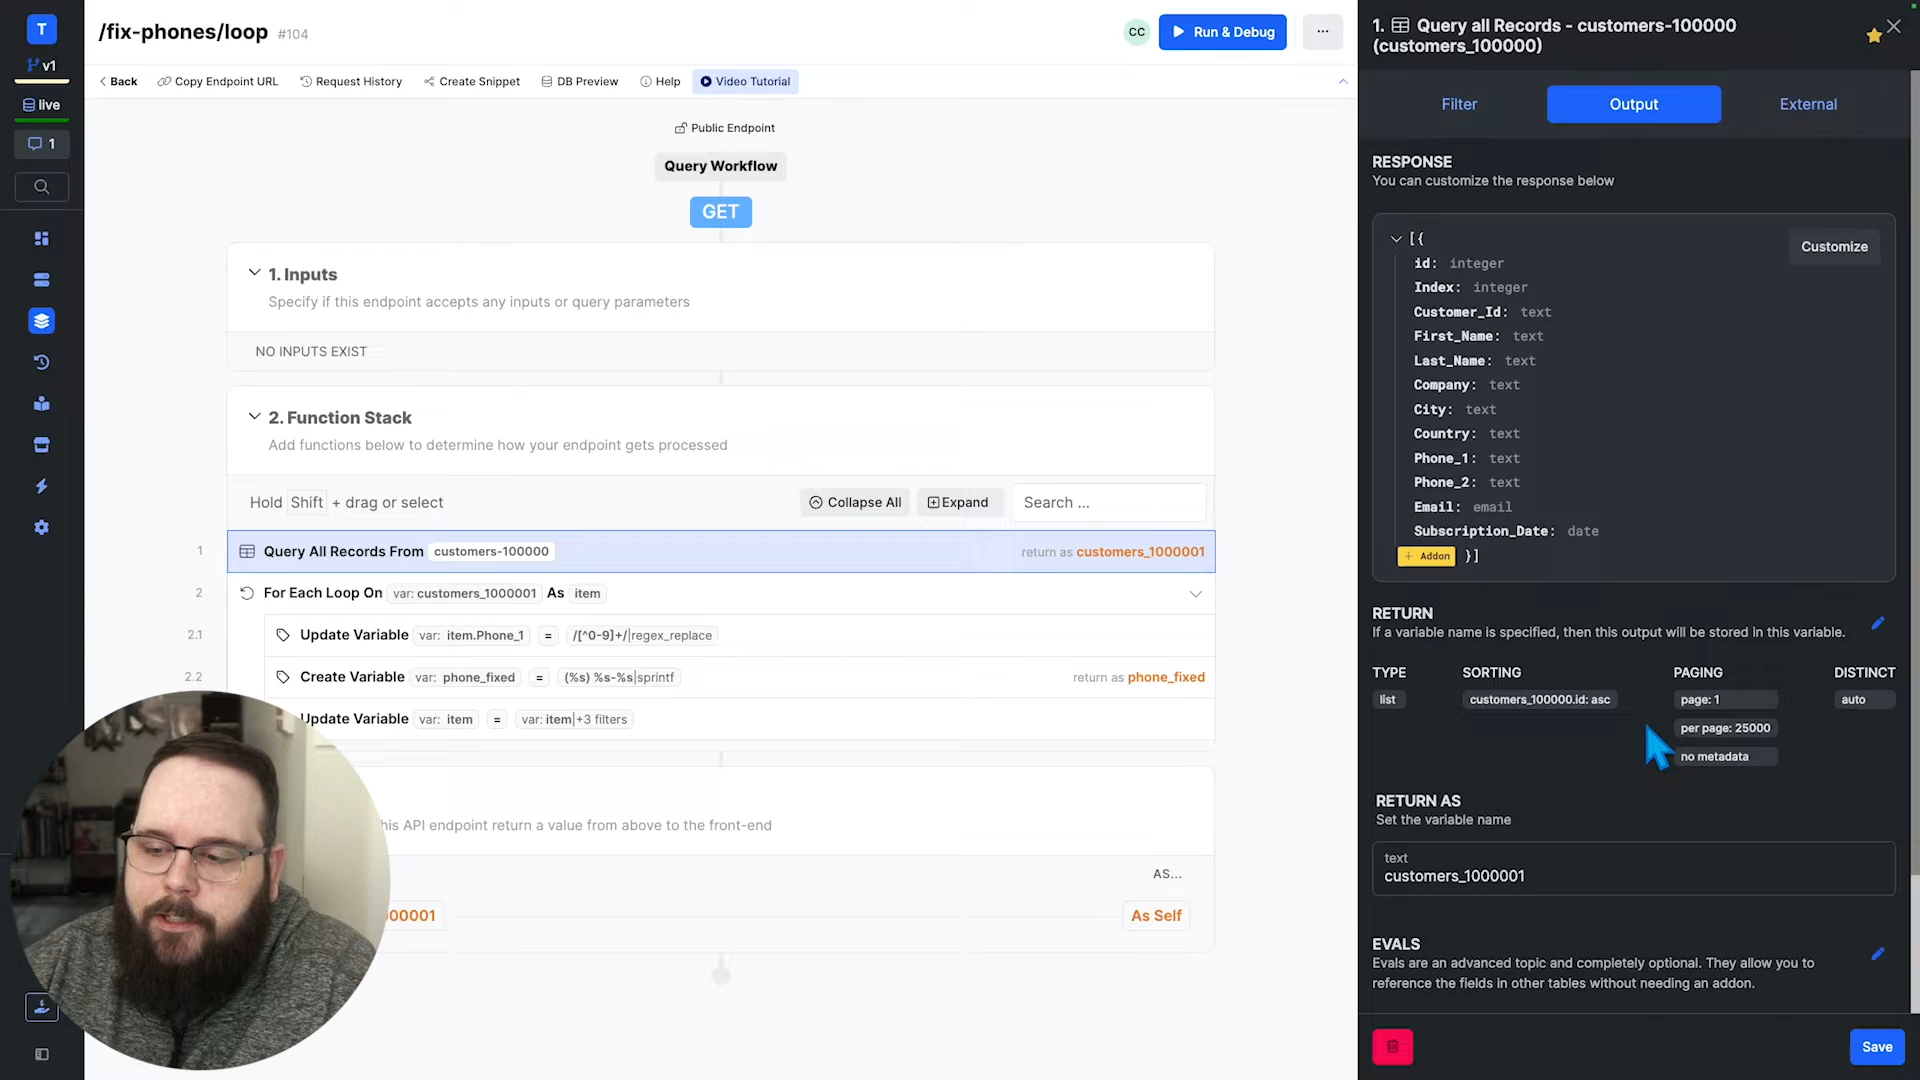 T
v1
live
1
/fix-phones/loop #104
CC
Run & Debug
...
Back
Copy Endpoint URL
Request History
Create Snippet
DB Preview
Help
Video Tutorial
Public Endpoint
Query Workflow
GET
1. Inputs
Specify if this endpoint accepts any inputs or query parameters
NO INPUTS EXIST
2. Function Stack
Add functions below to determine how your endpoint gets processed
Hold Shift + drag or select
Collapse All
Expand
Search ...
1 Query All Records From customers-100000 return as customers_1000001
2 For Each Loop On var: customers_1000001 As item
2.1 Update Variable var: item.Phone_1 = /[^0-9]+/|regex_replace
2.2 Create Variable var: phone_fixed = (%s) %s-%s|sprintf return as phone_fixed
Update Variable var: item = var: item|+3 filters
his API endpoint return a value from above to the front-end
AS...
00001
As Self
1. Query all Records - customers-100000
(customers_100000)
Filter
Output
External
RESPONSE
You can customize the response below
Customize
[{
id: integer
Index: integer
Customer_Id: text
First_Name: text
Last_Name: text
Company: text
City: text
Country: text
Phone_1: text
Phone_2: text
Email: email
Subscription_Date: date
+ Addon }]
RETURN
If a variable name is specified, then this output will be stored in this variable.
TYPE SORTING PAGING DISTINCT
list customers_100000.id: asc page: 1 auto
per page: 25000
no metadata
RETURN AS
Set the variable name
text
customers_1000001
EVALS
Evals are an advanced topic and completely optional. They allow you to
reference the fields in other tables without needing an addon.
Save